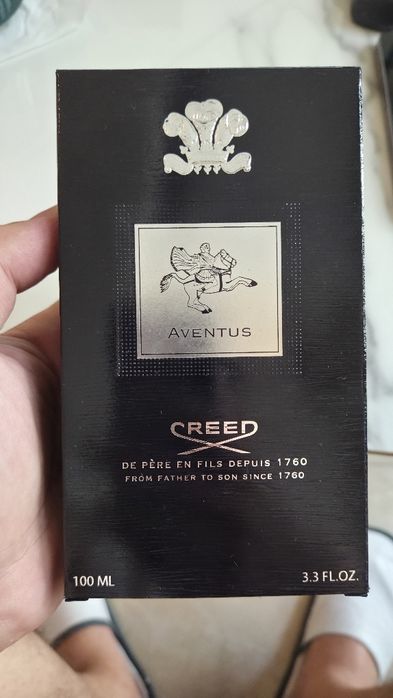 AVENTUS
CREED
DE PÈRE EN FILS DEPUIS 1760
FROM FATHER TO SON SINCE 1760
100 ML 3.3 FL.OZ.